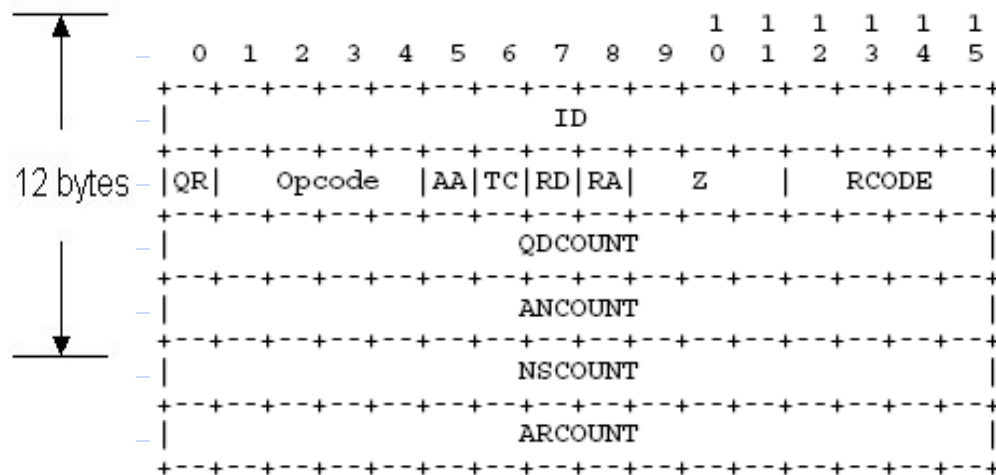 1 1 1 1 1 1
0 1 2 3 4 5 6 7 8 9 0 1 2 3 4 5
+--+--+--+--+--+--+--+--+--+--+--+--+--+--+--+--+
| ID |
+--+--+--+--+--+--+--+--+--+--+--+--+--+--+--+--+
12 bytes |QR| Opcode |AA|TC|RD|RA| Z | RCODE |
+--+--+--+--+--+--+--+--+--+--+--+--+--+--+--+--+
| QDCOUNT |
+--+--+--+--+--+--+--+--+--+--+--+--+--+--+--+--+
| ANCOUNT |
+--+--+--+--+--+--+--+--+--+--+--+--+--+--+--+--+
| NSCOUNT |
+--+--+--+--+--+--+--+--+--+--+--+--+--+--+--+--+
| ARCOUNT |
+--+--+--+--+--+--+--+--+--+--+--+--+--+--+--+--+